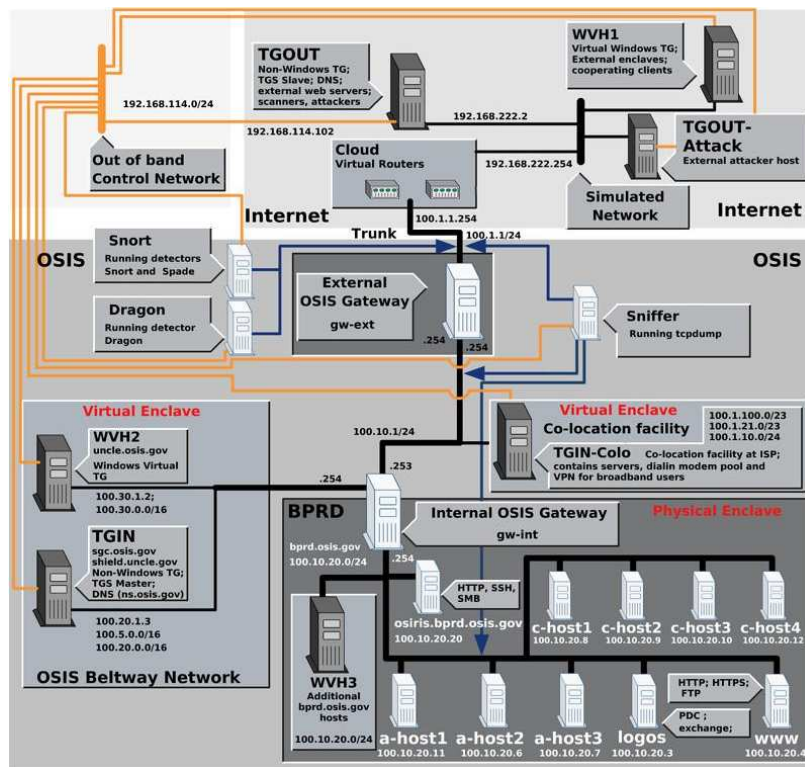 TGOUT
Non-Windows TG;
TGS Slave; DNS;
external web servers;
scanners, attackers
WVH1
Virtual Windows TG;
External enclaves;
cooperating clients
192.168.114.0/24
192.168.114.102
192.168.222.2
TGOUT-
Attack
External attacker host
Out of band
Control Network
Cloud
Virtual Routers
192.168.222.254
Simulated
Network
Internet
Internet
100.1.1.254
Trunk
100.1.1/24
OSIS
OSIS
Snort
Running detectors
Snort and Spade
External
OSIS Gateway
gw-ext
Dragon
Running detector
Dragon
Sniffer
Running tcpdump
.254
.254
Virtual Enclave
WVH2
uncle.osis.gov
Windows Virtual
TG
100.30.1.2;
100.30.0.0/16
TGIN
sgc.osis.gov
shield.uncle.gov
Non-Windows TG;
TGS Master;
DNS (ns.osis.gov)
100.20.1.3
100.5.0.0/16
100.20.0.0/16
OSIS Beltway Network
100.10.1/24
.254
.253
Virtual Enclave
Co-location facility
100.1.100.0/23
100.1.21.0/23
100.1.10.0/24
TGIN-Colo
Co-location facility at ISP;
contains servers, dialin modem pool and
VPN for broadband users
BPRD
Physical Enclave
Internal OSIS Gateway
gw-int
bprd.osis.gov
100.10.20.0/24
.254
HTTP, SSH,
SMB
osiris.bprd.osis.gov
100.10.20.20
c-host1
100.10.20.8
c-host2
100.10.20.9
c-host3
100.10.20.10
c-host4
100.10.20.12
WVH3
Additional
bprd.osis.gov
hosts
100.10.20.0/24
HTTP; HTTPS;
FTP
PDC ;
exchange;
a-host1
100.10.20.11
a-host2
100.10.20.6
a-host3
100.10.20.7
logos
100.10.20.3
www
100.10.20.4